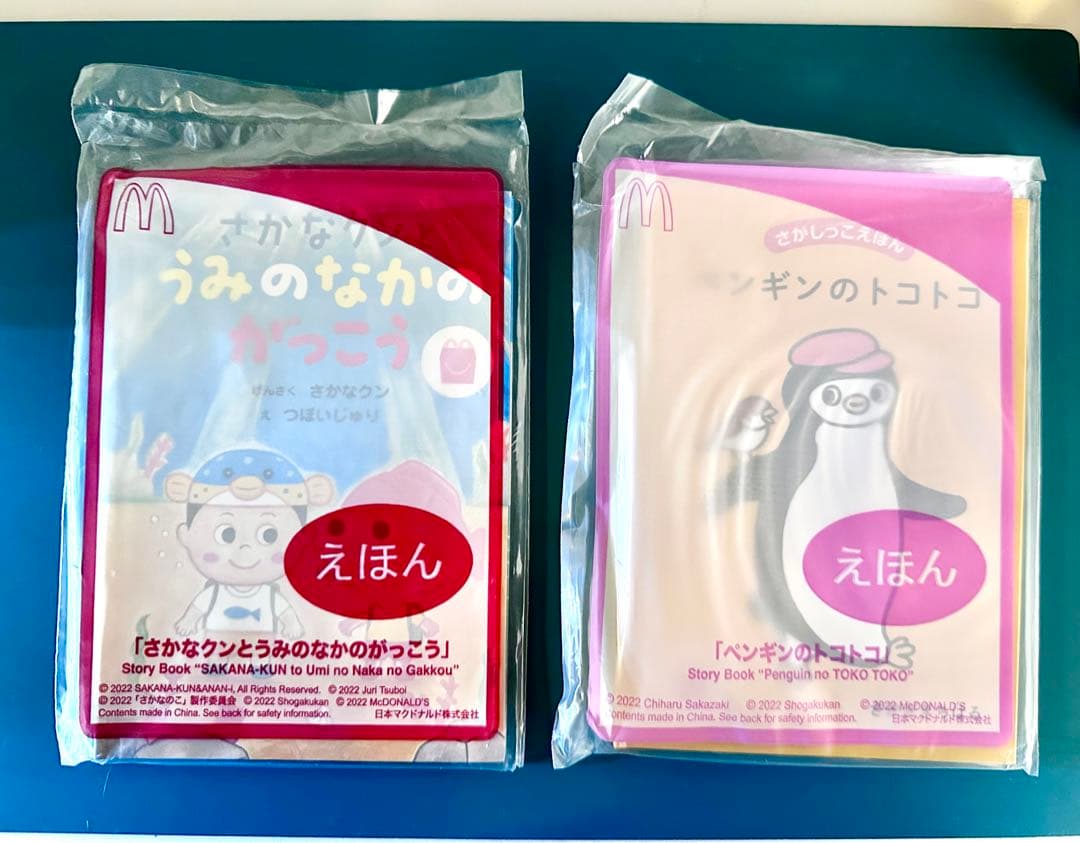 さかなクンと
うみのなかの
がっこう
げんさく さかなクン
え つぼいじゅり
えほん
「さかなクンとうみのなかのがっこう」
Story Book “SAKANA-KUN to Umi no Naka no Gakkou”
© 2022 SAKANA-KUN&ANAN-i, All Rights Reserved. © 2022 Juri Tsuboi
© 2022「さかなのこ」製作委員会 © 2022 Shogakukan © 2022 McDONALD'S
Contents made in China. See back for safety information. 日本マクドナルド株式会社
さがしっこえほん
ペンギンのトコトコ
えほん
「ペンギンのトコトコ」
Story Book “Penguin no TOKO TOKO”
© 2022 Chiharu Sakazaki © 2022 Shogakukan © 2022 McDONALD'S
Contents made in China. See back for safety information. 日本マクドナルド株式会社